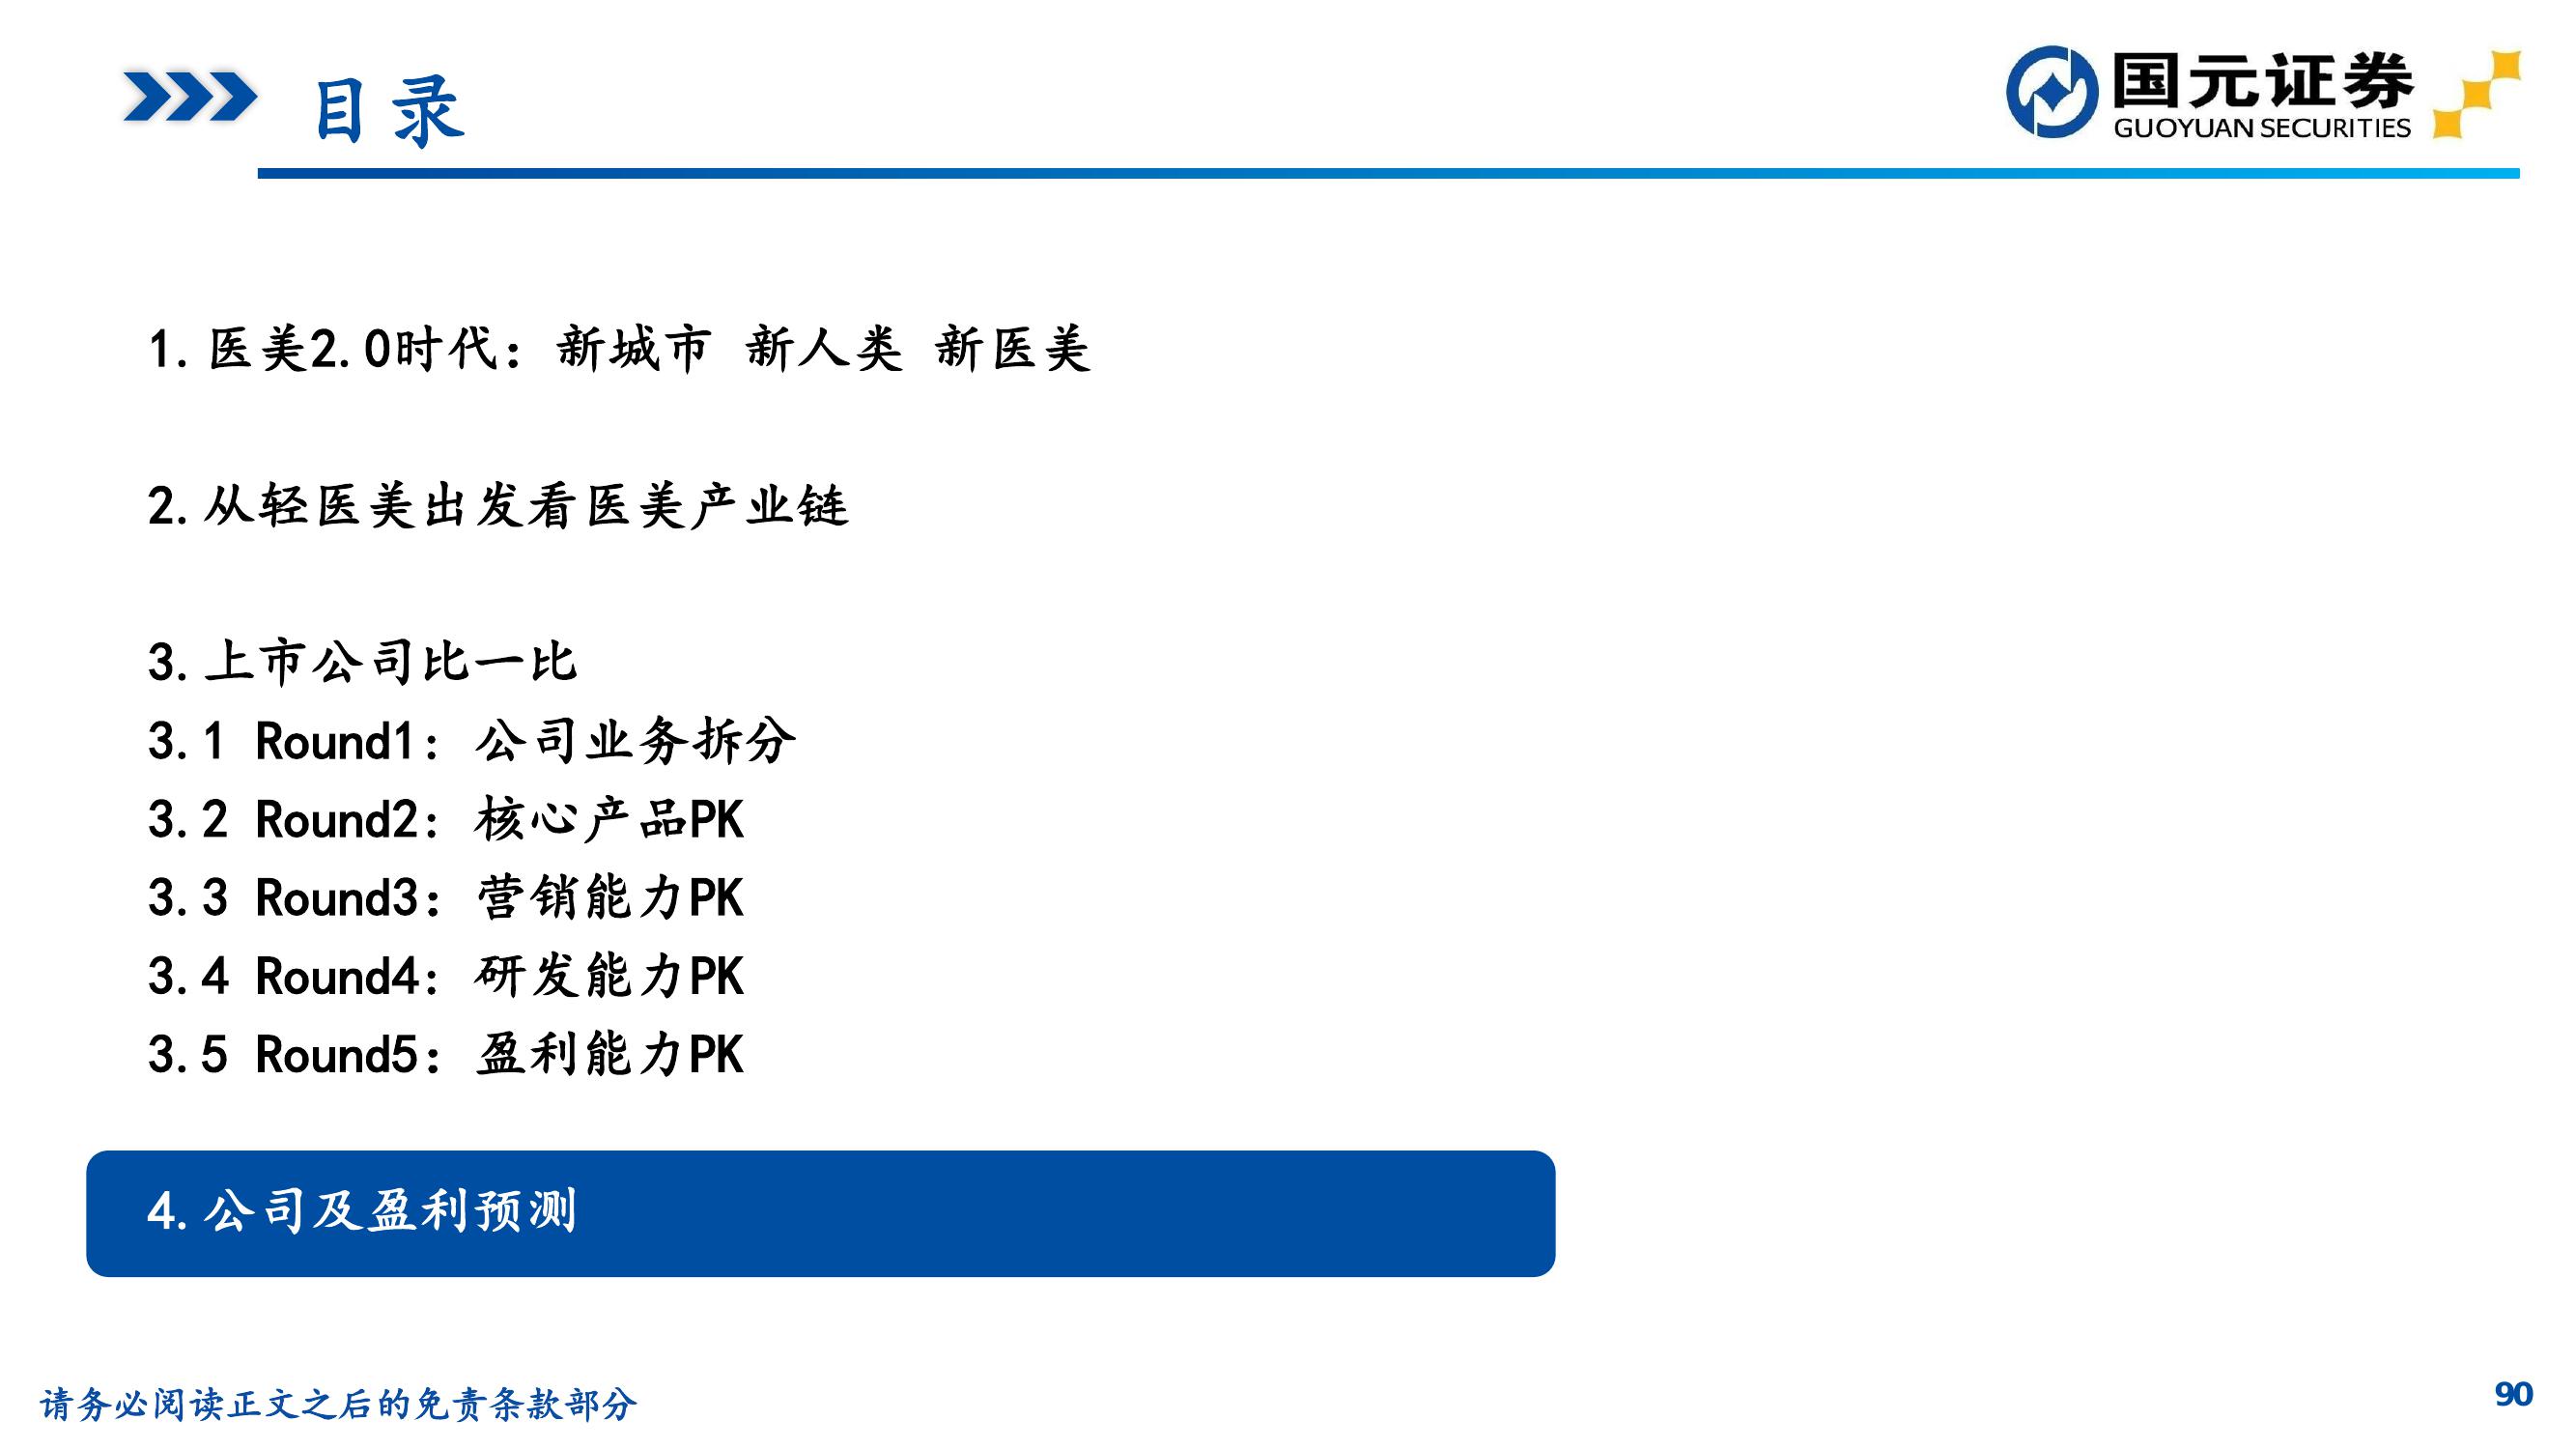 目录
国元证券
GUOYUAN SECURITIES
1.医美2.0时代：新城市 新人类 新医美
2.从轻医美出发看医美产业链
3.上市公司比一比
3.1 Round1：公司业务拆分
3.2 Round2：核心产品PK
3.3 Round3：营销能力PK
3.4 Round4：研发能力PK
3.5 Round5：盈利能力PK
4.公司及盈利预测
请务必阅读正文之后的免责条款部分
90